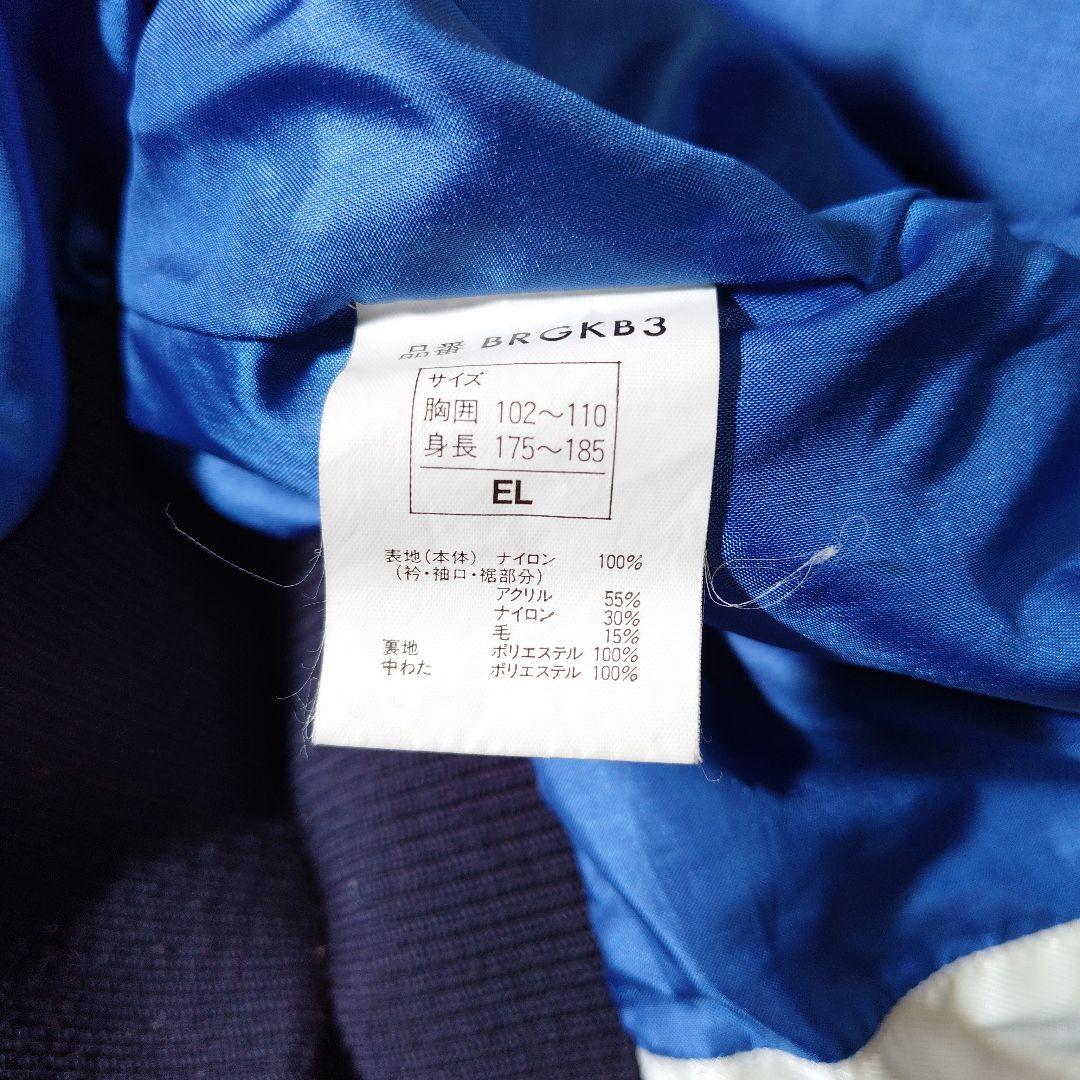 品番 BRGKB3
サイズ
胸囲 102～110
身長 175～185
EL
表地(本体) ナイロン 100%
(衿・袖口・裾部分)
アクリル 55%
ナイロン 30%
毛 15%
裏地 ポリエステル 100%
中わた ポリエステル 100%